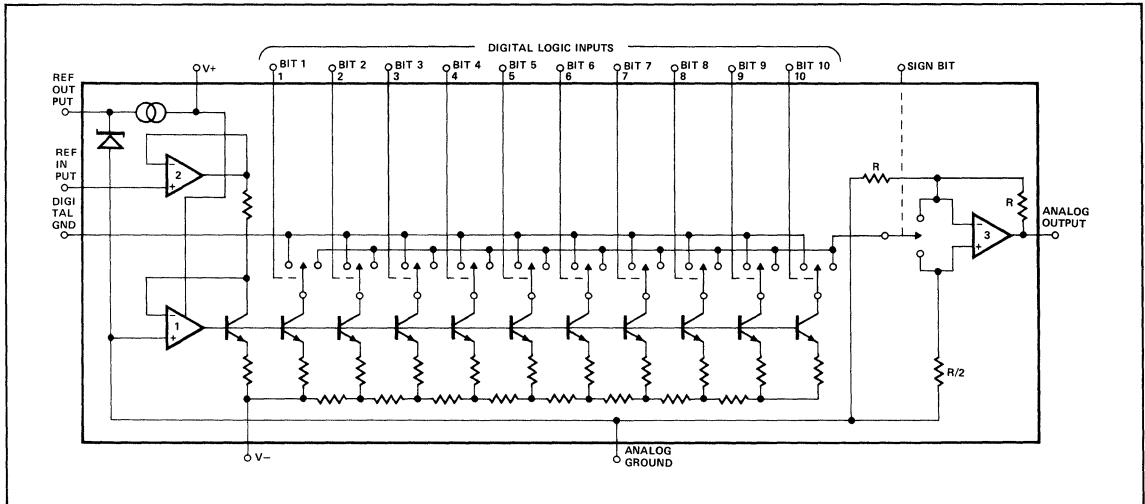 DIGITAL LOGIC INPUTS
V+
BIT 1
1
BIT 2
2
BIT 3
3
BIT 4
4
BIT 5
5
BIT 6
6
BIT 7
7
BIT 8
8
BIT 9
9
BIT 10
10
SIGN BIT
REF
OUT
PUT
REF
IN
PUT
DIGI
TAL
GND
-
2
+
-
1
+
R
R
-
3
+
ANALOG
OUTPUT
R/2
V-
ANALOG
GROUND